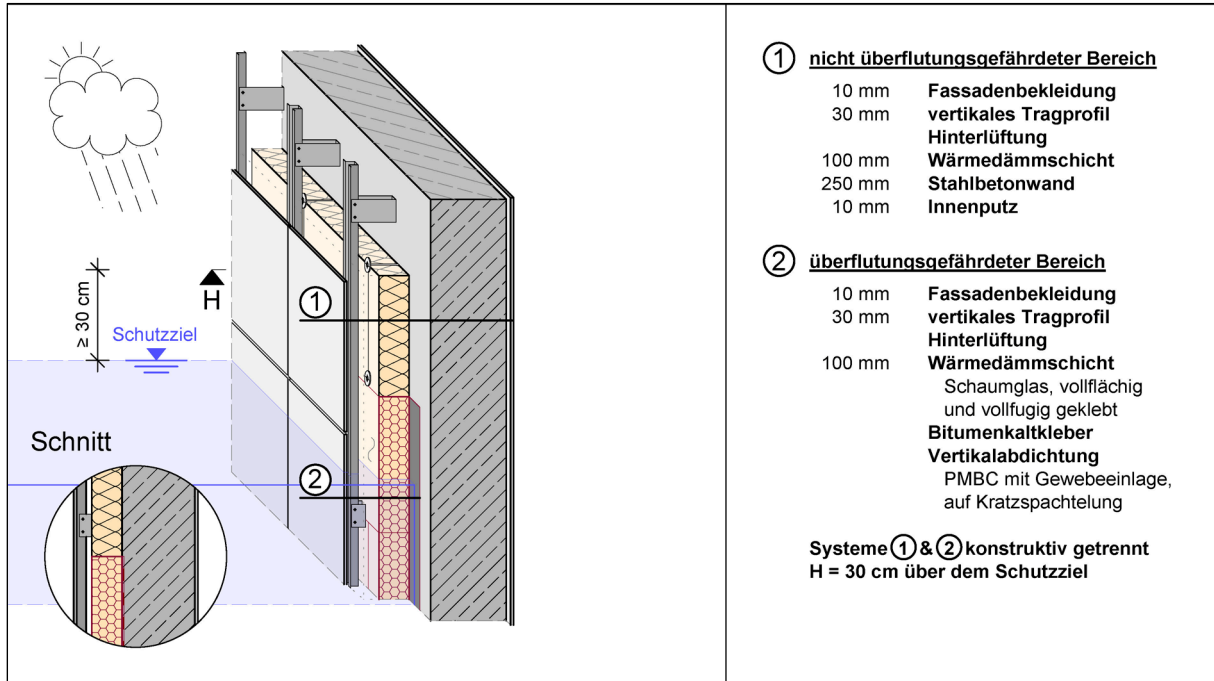 ≥ 30 cm
H
Schutzziel
Schnitt
1
2
1 nicht überflutungsgefährdeter Bereich
10 mm Fassadenbekleidung
30 mm vertikales Tragprofil
Hinterlüftung
100 mm Wärmedämmschicht
250 mm Stahlbetonwand
10 mm Innenputz
2 überflutungsgefährdeter Bereich
10 mm Fassadenbekleidung
30 mm vertikales Tragprofil
Hinterlüftung
100 mm Wärmedämmschicht
Schaumglas, vollflächig
und vollfugig geklebt
Bitumenkaltkleber
Vertikalabdichtung
PMBC mit Gewebeeinlage,
auf Kratzspachtelung
Systeme 1 & 2 konstruktiv getrennt
H = 30 cm über dem Schutzziel